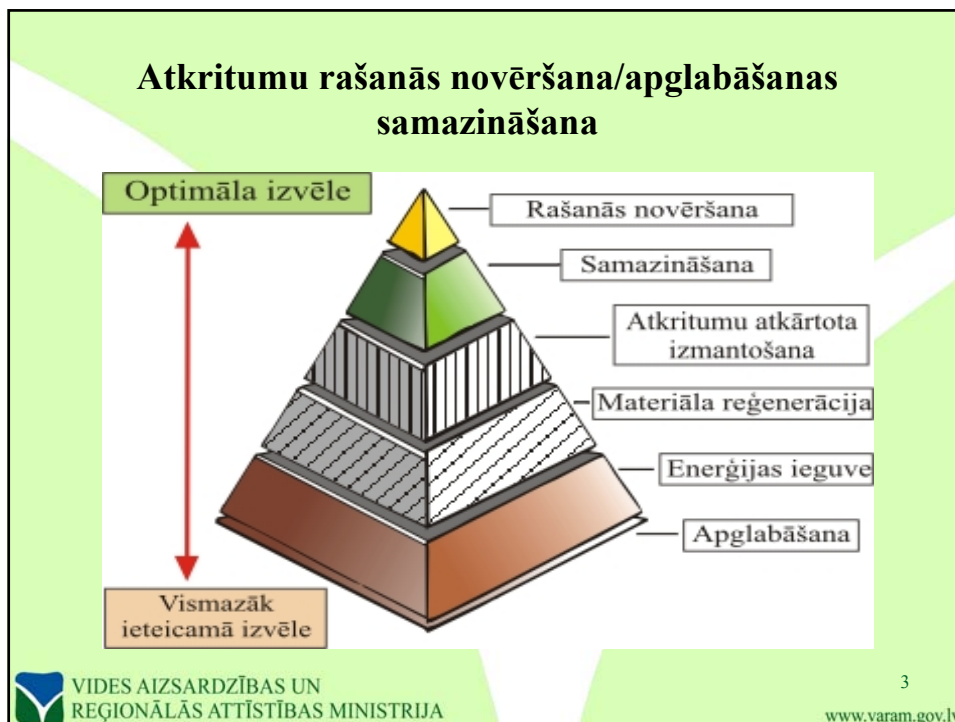 Atkritumu rašanās novēršana/apglabāšanas
samazināšana
Optimāla izvēle
Rašanās novēršana
Samazināšana
Atkritumu atkārtota
izmantošana
Materiāla reģenerācija
Enerģijas ieguve
Apglabāšana
Vismazāk
ieteicamā izvēle
VIDES AIZSARDZĪBAS UN
REĢIONĀLĀS ATTĪSTĪBAS MINISTRIJA
3
www.varam.gov.lv